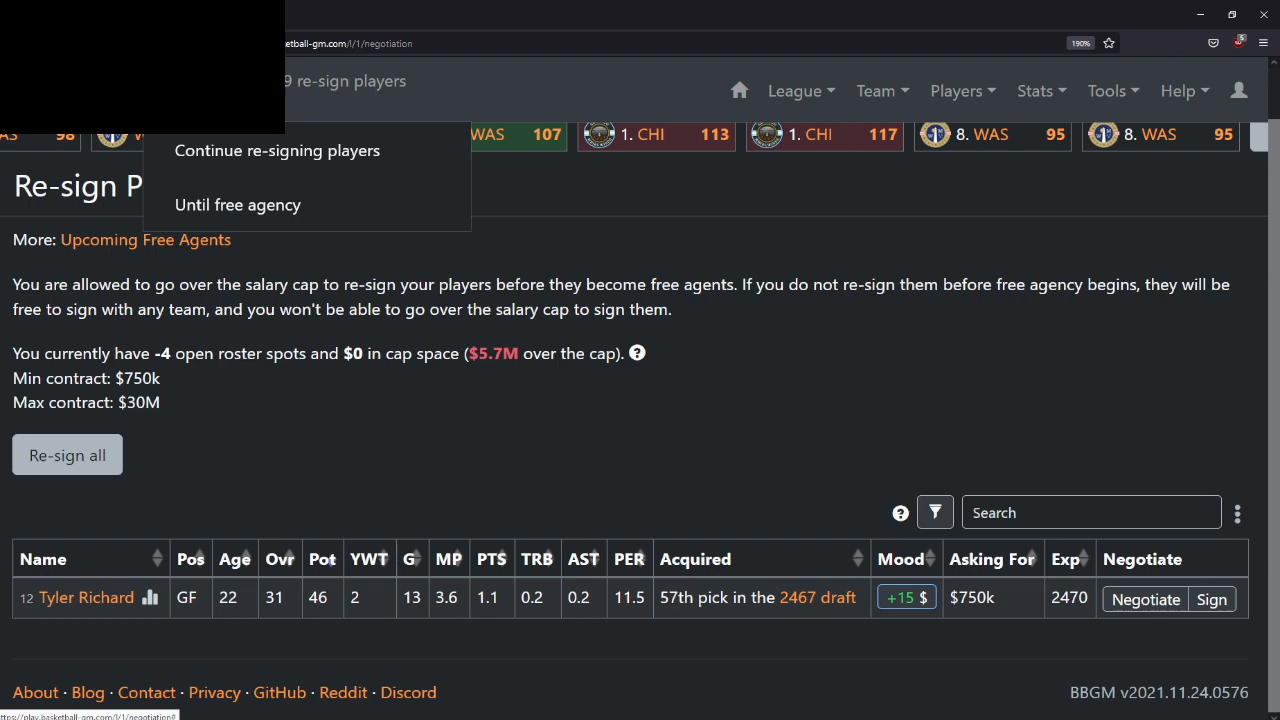 etball-gm.com/l/1/negotiation
190%
5
9 re-sign players
League
Team
Players
Stats
Tools
Help
98
WAS 107
1. CHI 113
1. CHI 117
8. WAS 95
8. WAS 95
Continue re-signing players
Until free agency
Re-sign P
More: Upcoming Free Agents
You are allowed to go over the salary cap to re-sign your players before they become free agents. If you do not re-sign them before free agency begins, they will be
free to sign with any team, and you won't be able to go over the salary cap to sign them.
You currently have -4 open roster spots and $0 in cap space ($5.7M over the cap). ?
Min contract: $750k
Max contract: $30M
Re-sign all
? Search
Name Pos Age Ovr Pot YWT G MP PTS TRB AST PER Acquired Mood Asking For Exp Negotiate
12 Tyler Richard GF 22 31 46 2 13 3.6 1.1 0.2 0.2 11.5 57th pick in the 2467 draft +15 $ $750k 2470 Negotiate Sign
About · Blog · Contact · Privacy · GitHub · Reddit · Discord
BBGM v2021.11.24.0576
ttps://play.basketball-gm.com/l/1/negotiation#